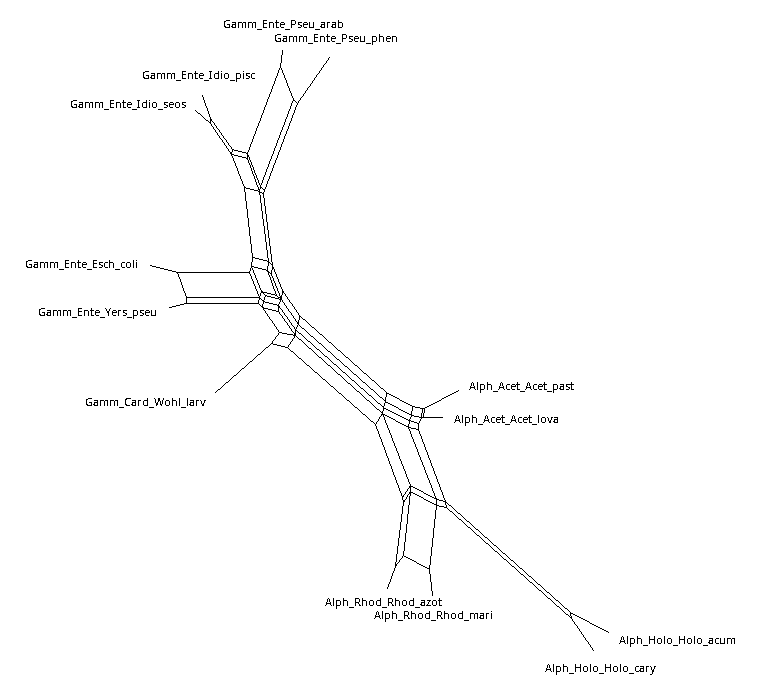 Gamm_Ente_Pseu_arab
Gamm_Ente_Pseu_phen
Gamm_Ente_Idio_pisc
Gamm_Ente_Idio_seos
Gamm_Ente_Esch_coli
Gamm_Ente_Yers_pseu
Alph_Acet_Acet_past
Gamm_Card_Wohl_larv
Alph_Acet_Acet_lova
Alph_Rhod_Rhod_azot
Alph_Rhod_Rhod_mari
Alph_Holo_Holo_acum
Alph_Holo_Holo_cary